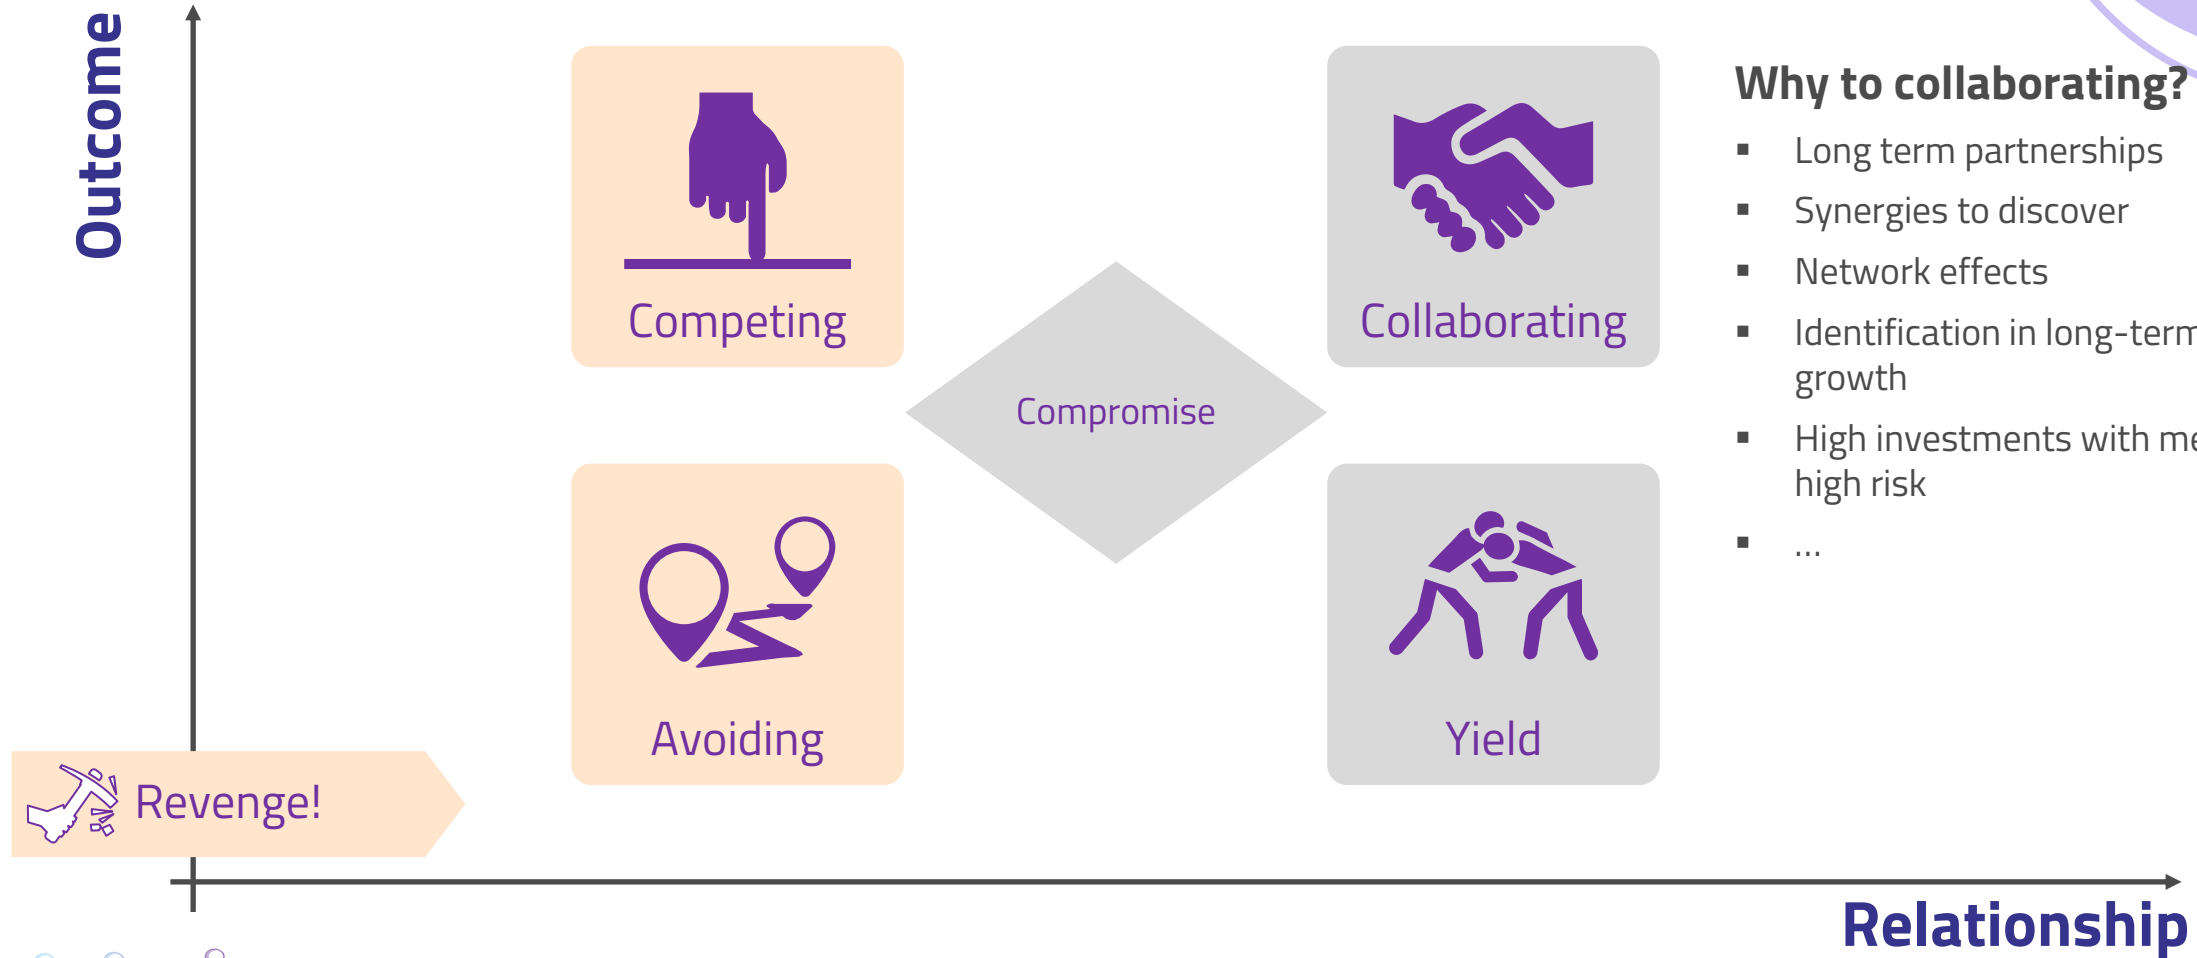 Outcome
Competing
Collaborating
Compromise
Avoiding
Yield
Revenge!
Relationship
Why to collaborating?
▪ Long term partnerships
▪ Synergies to discover
▪ Network effects
▪ Identification in long-term
growth
▪ High investments with
high risk
▪ ...